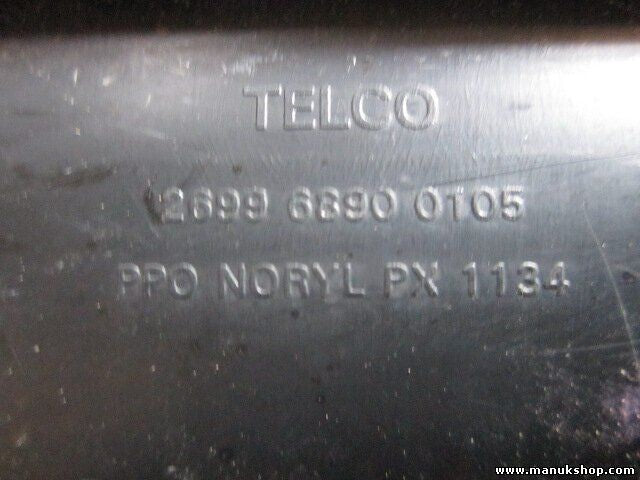 TELCO
2699 6890 0105
PPO NORYL PX 1134
www.manukshop.com